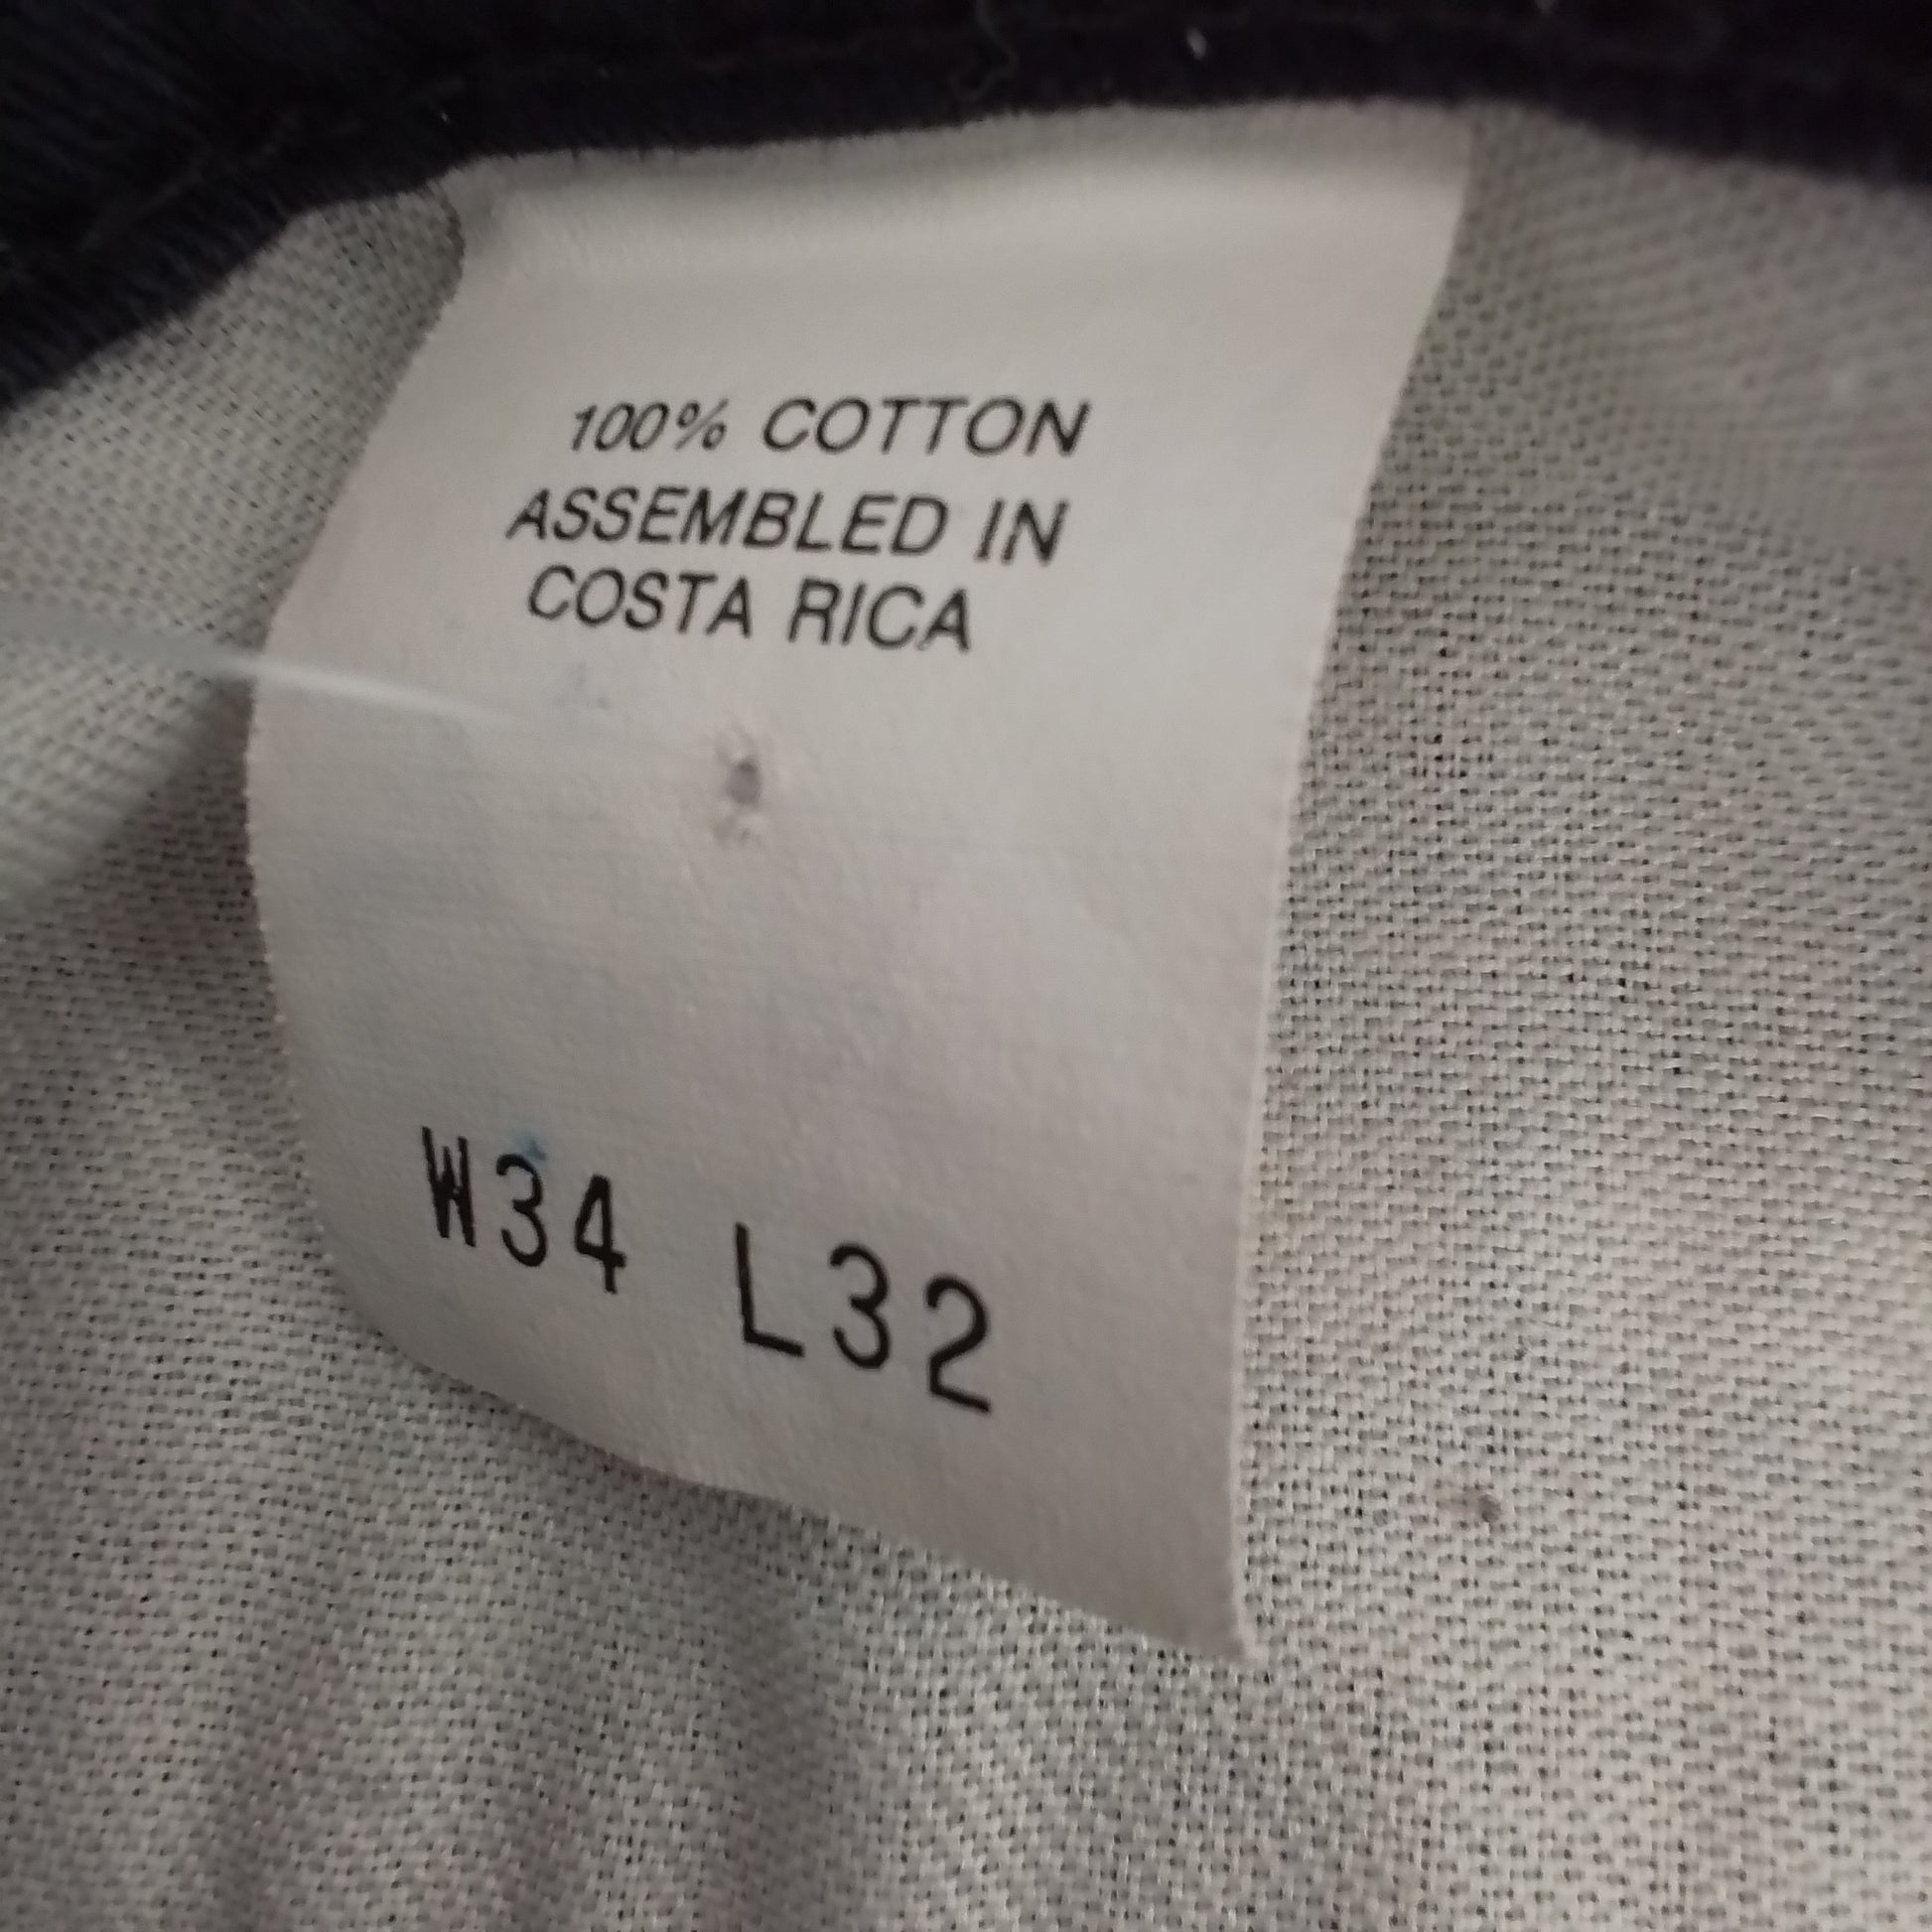 100% COTTON
ASSEMBLED IN
COSTA RICA
W34 L32